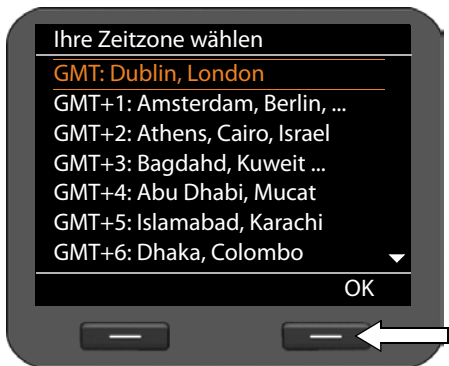 Ihre Zeitzone wählen
GMT: Dublin, London
GMT+1: Amsterdam, Berlin, ...
GMT+2: Athens, Cairo, Israel
GMT+3: Bagdahd, Kuweit ...
GMT+4: Abu Dhabi, Mucat
GMT+5: Islamabad, Karachi
GMT+6: Dhaka, Colombo
OK